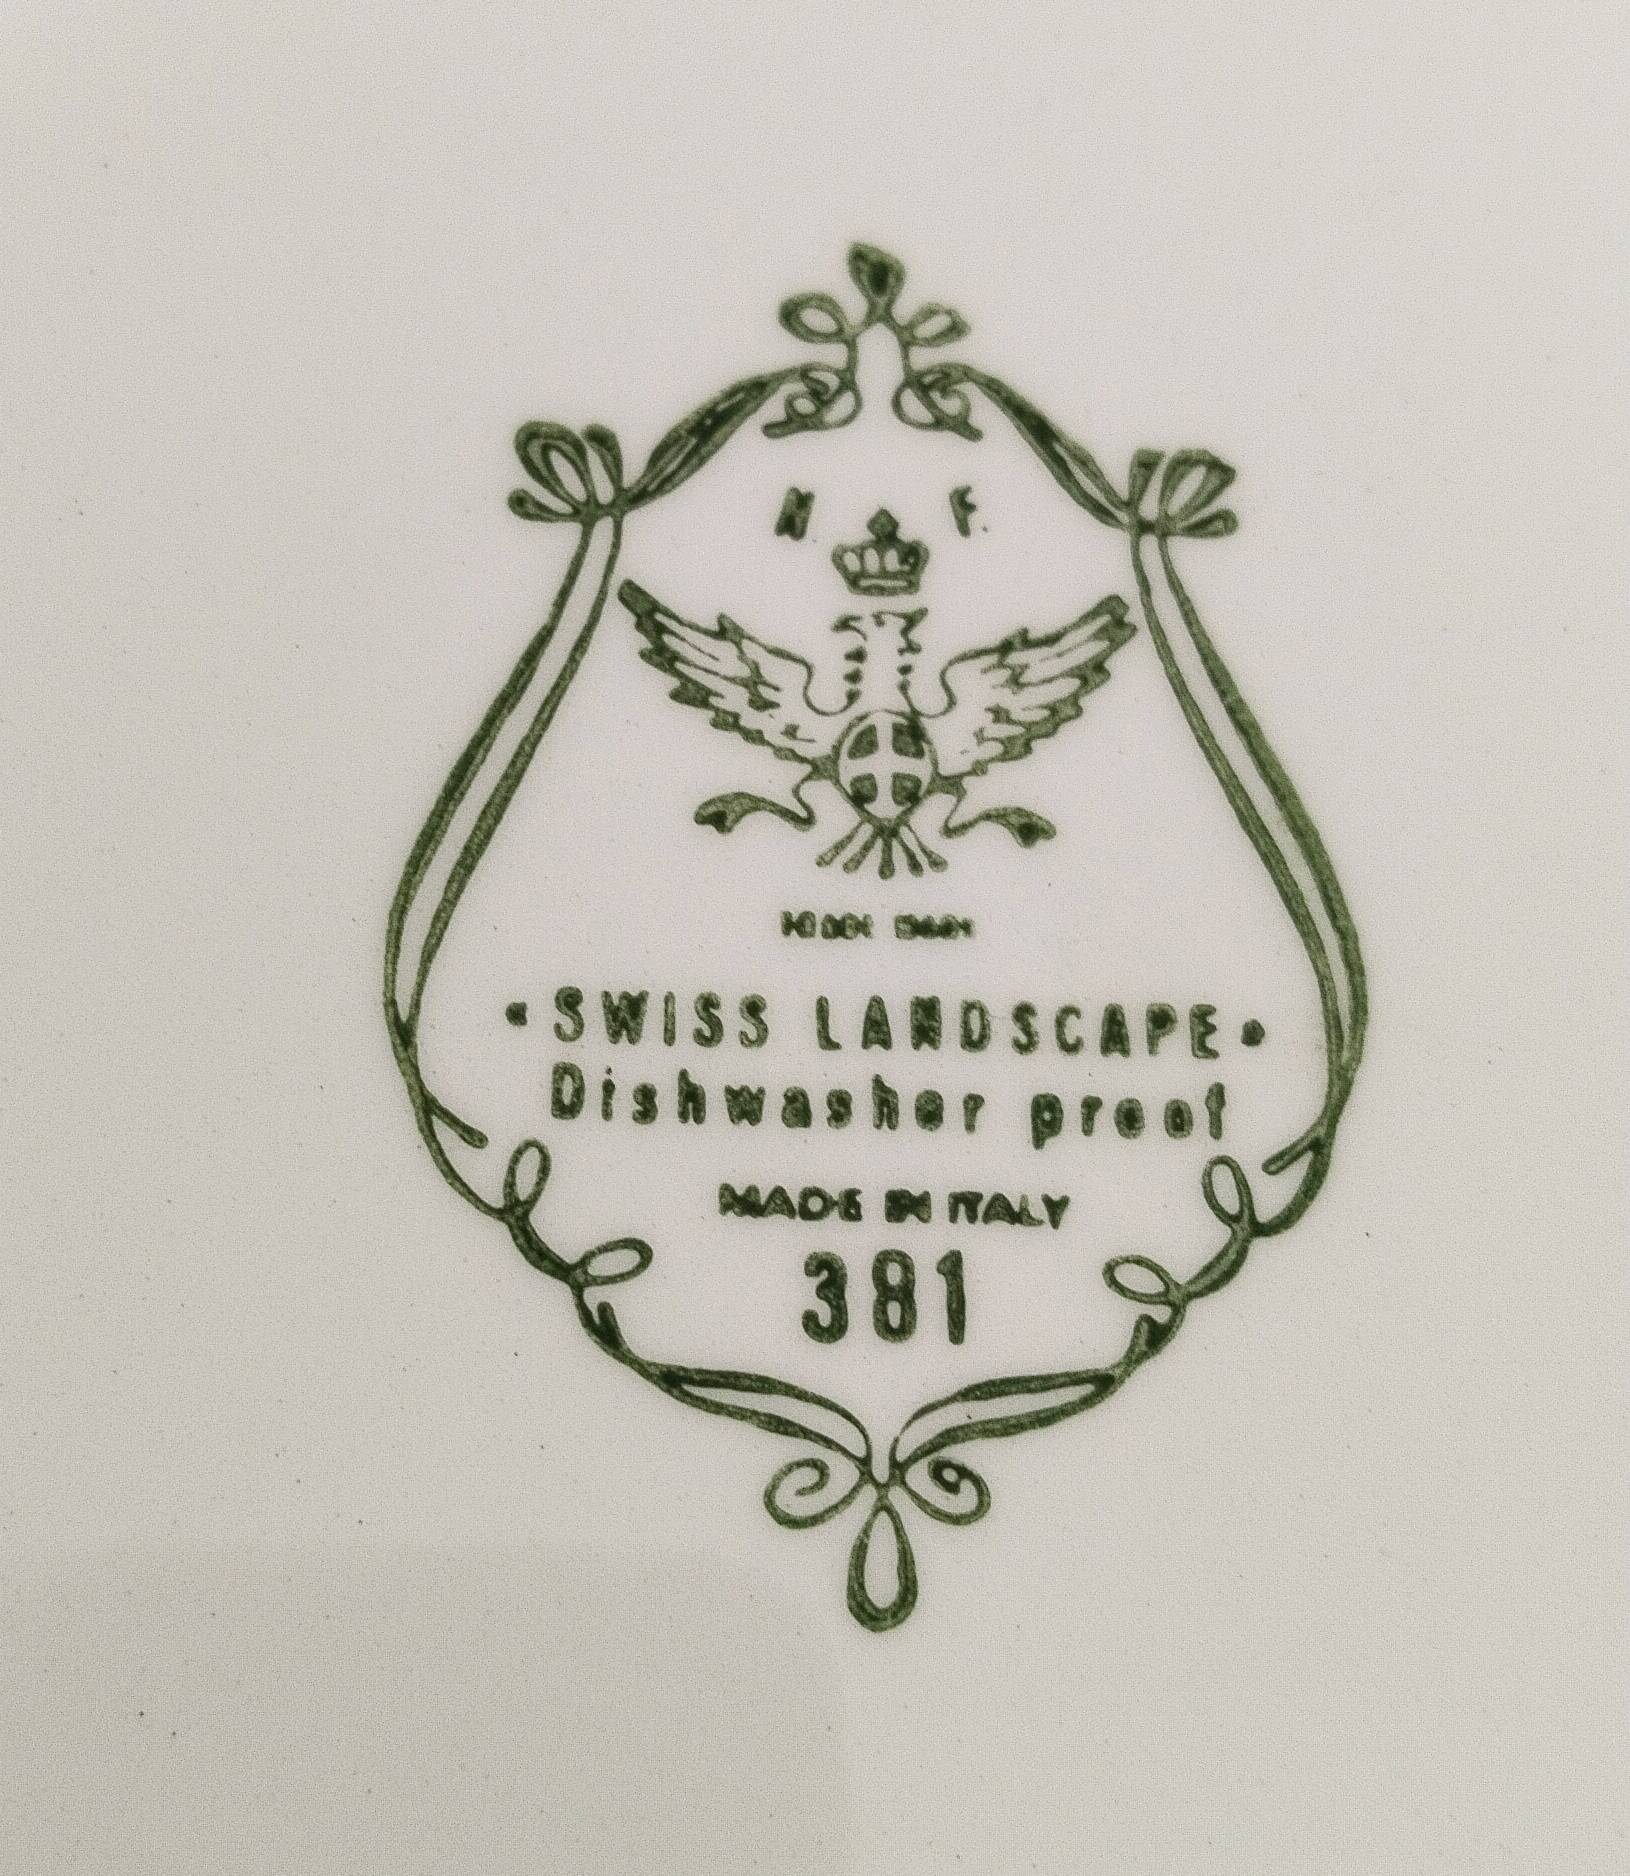 N. F.
« SWISS LANDSCAPE »
Dishwasher proof
MADE IN ITALY
381